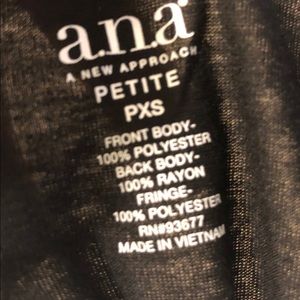 a.n.a
A NEW APPROACH
PETITE
PXS
FRONT BODY-
100% POLYESTER
BACK BODY-
100% RAYON
FRINGE-
100% POLYESTER
RN#93677
MADE IN VIETNAM